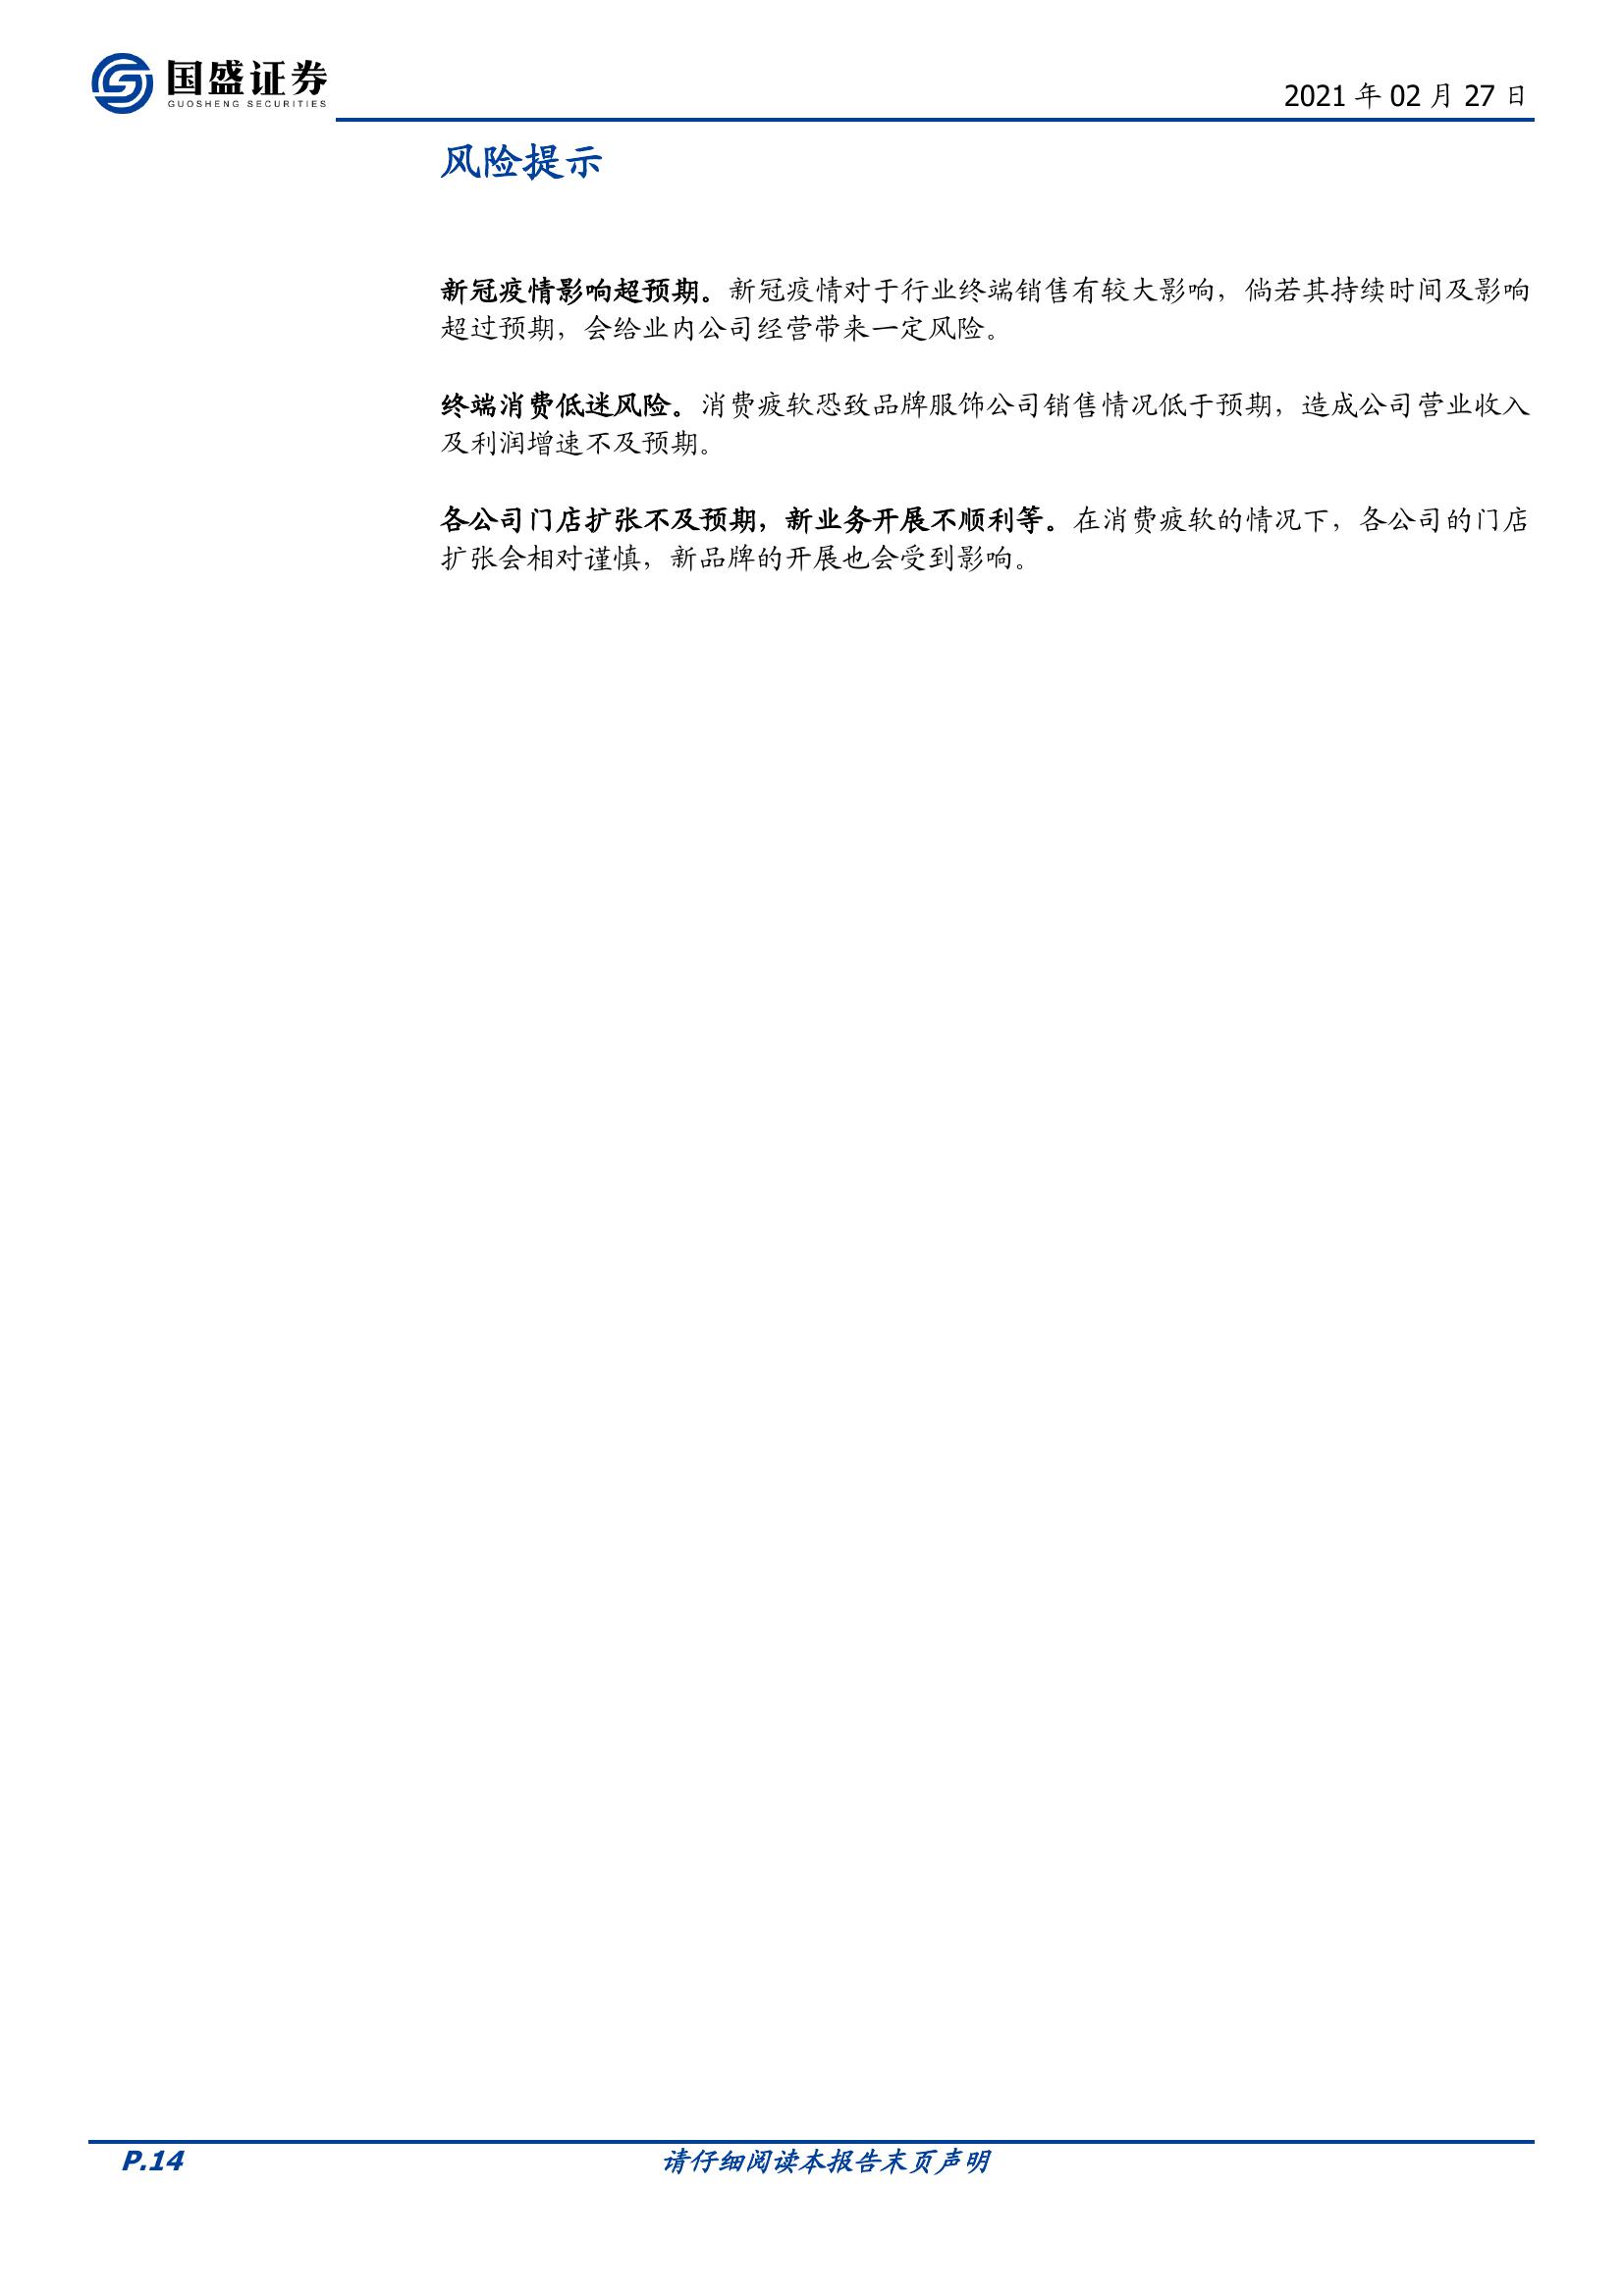 国盛证券
GUOSHENG SECURITIES
2021 年 02 月 27 日
风险提示
新冠疫情影响超预期。新冠疫情对于行业终端销售有较大影响，倘若其持续时间及影响
超过预期，会给业内公司经营带来一定风险。
终端消费低迷风险。消费疲软恐致品牌服饰公司销售情况低于预期，造成公司营业收入
及利润增速不及预期。
各公司门店扩张不及预期，新业务开展不顺利等。在消费疲软的情况下，各公司的门店
扩张会相对谨慎，新品牌的开展也会受到影响。
P.14
请仔细阅读本报告末页声明